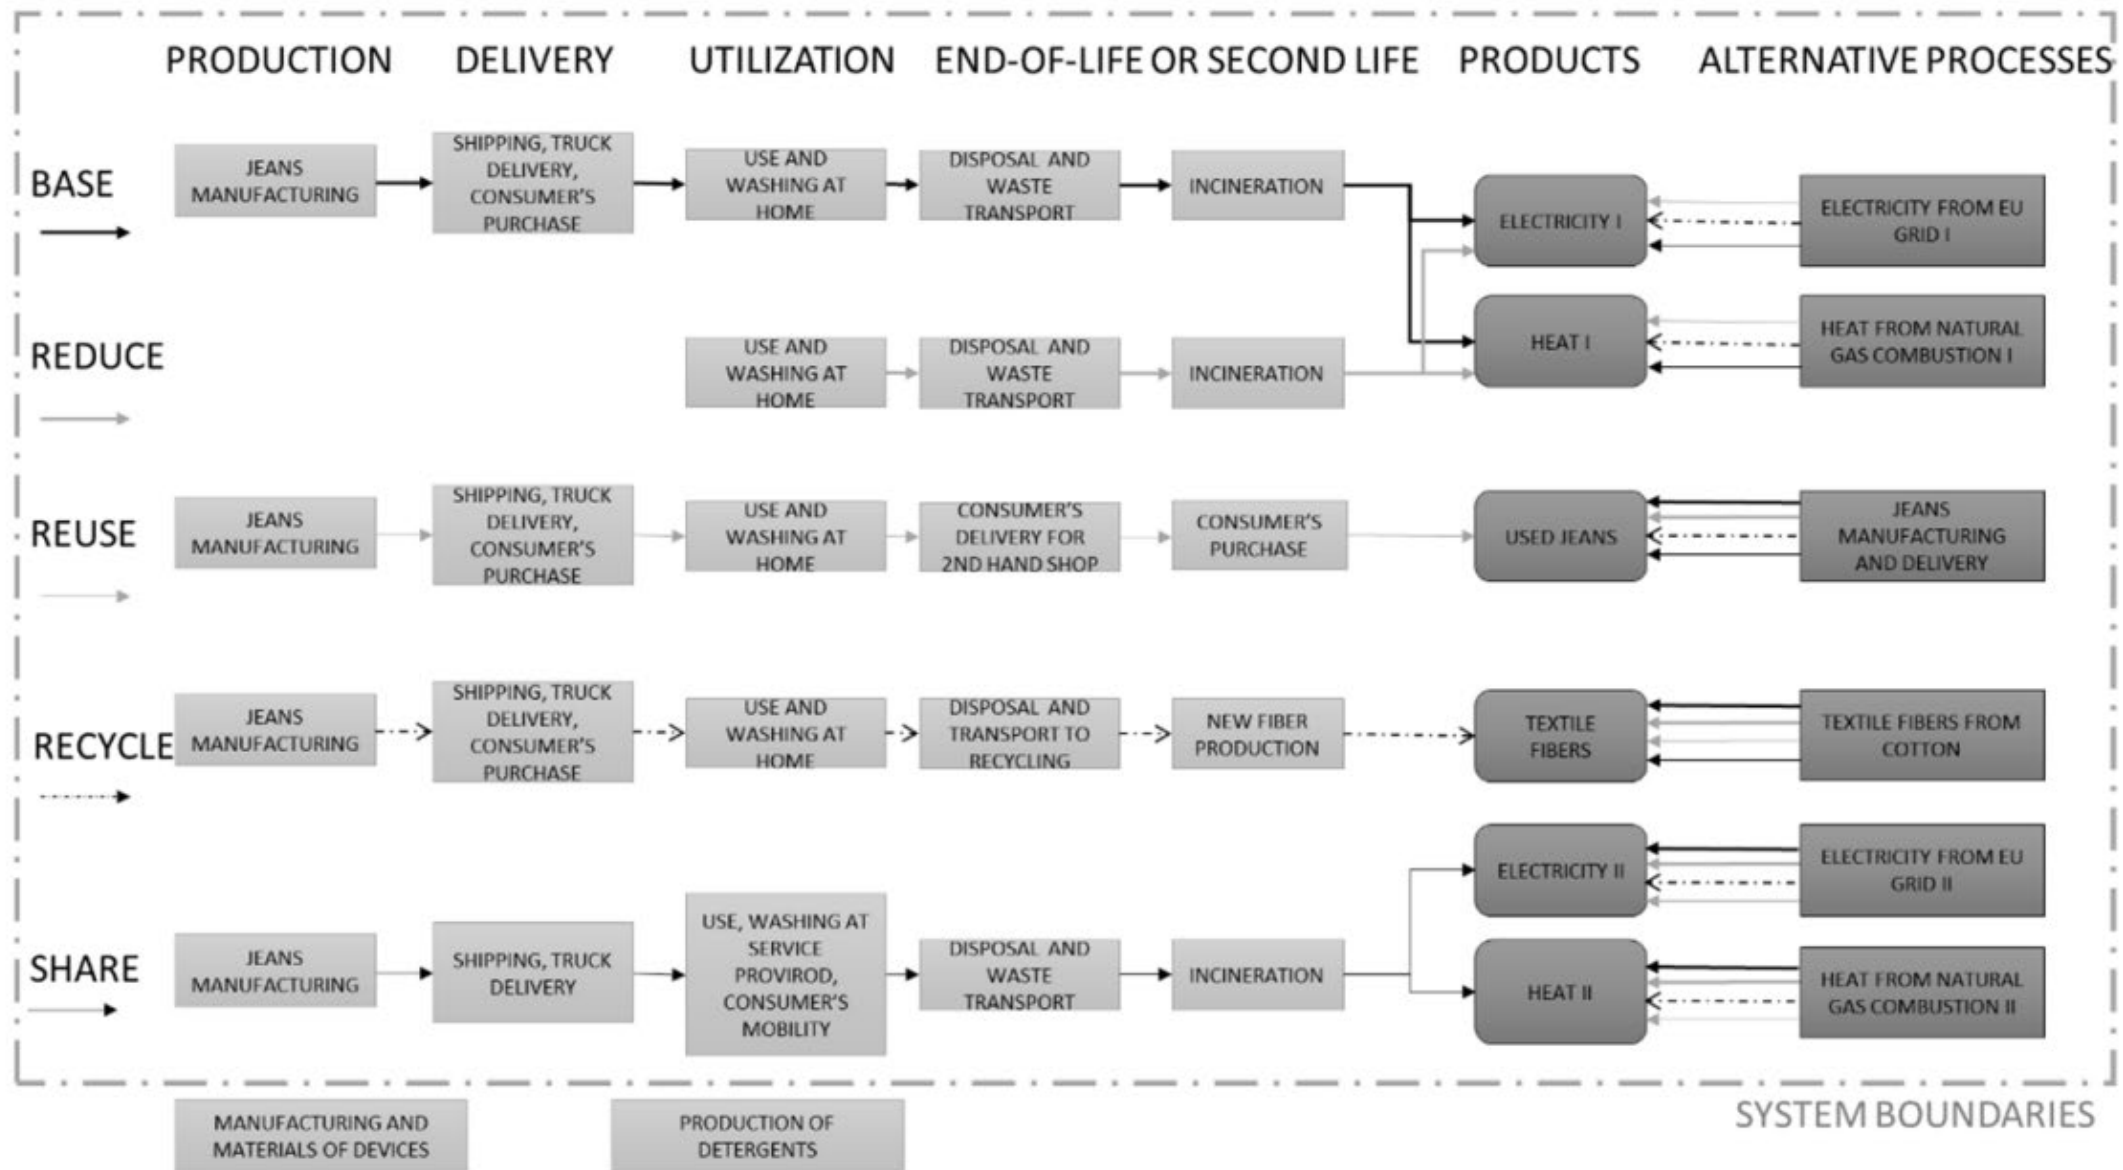 PRODUCTION DELIVERY UTILIZATION END-OF-LIFE OR SECOND LIFE PRODUCTS ALTERNATIVE PROCESSES
BASE
JEANS
MANUFACTURING
SHIPPING, TRUCK
DELIVERY,
CONSUMER'S
PURCHASE
USE AND
WASHING AT
HOME
DISPOSAL AND
WASTE
TRANSPORT
INCINERATION
ELECTRICITY I
ELECTRICITY FROM EU
GRID I
HEAT I
HEAT FROM NATURAL
GAS COMBUSTION I
REDUCE
USE AND
WASHING AT
HOME
DISPOSAL AND
WASTE
TRANSPORT
INCINERATION
REUSE
JEANS
MANUFACTURING
SHIPPING, TRUCK
DELIVERY,
CONSUMER'S
PURCHASE
USE AND
WASHING AT
HOME
CONSUMER'S
DELIVERY FOR
2ND HAND SHOP
CONSUMER'S
PURCHASE
USED JEANS
JEANS
MANUFACTURING
AND DELIVERY
RECYCLE
JEANS
MANUFACTURING
SHIPPING, TRUCK
DELIVERY,
CONSUMER'S
PURCHASE
USE AND
WASHING AT
HOME
DISPOSAL AND
TRANSPORT TO
RECYCLING
NEW FIBER
PRODUCTION
TEXTILE
FIBERS
TEXTILE FIBERS FROM
COTTON
SHARE
JEANS
MANUFACTURING
SHIPPING, TRUCK
DELIVERY
USE, WASHING AT
SERVICE
PROVIROD,
CONSUMER'S
MOBILITY
DISPOSAL AND
WASTE
TRANSPORT
INCINERATION
ELECTRICITY II
ELECTRICITY FROM EU
GRID II
HEAT II
HEAT FROM NATURAL
GAS COMBUSTION II
MANUFACTURING AND
MATERIALS OF DEVICES
PRODUCTION OF
DETERGENTS
SYSTEM BOUNDARIES